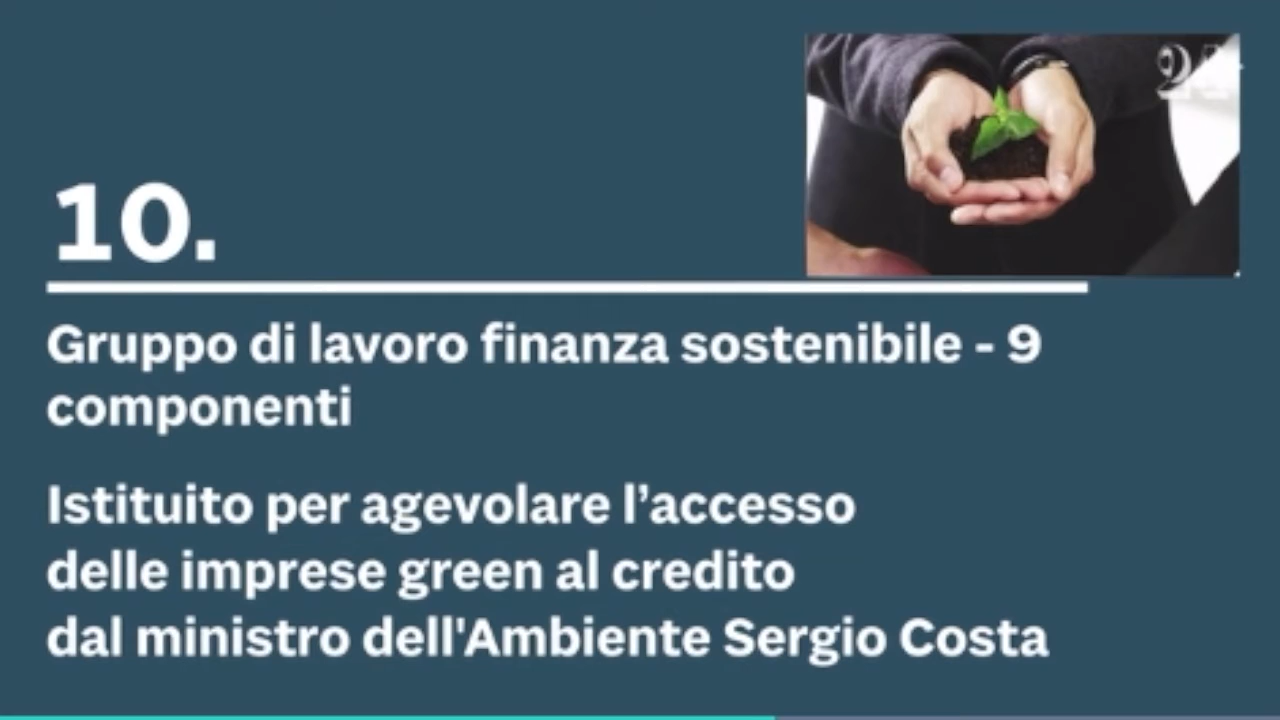 24
10.
Gruppo di lavoro finanza sostenibile - 9
componenti
Istituito per agevolare l’accesso
delle imprese green al credito
dal ministro dell'Ambiente Sergio Costa